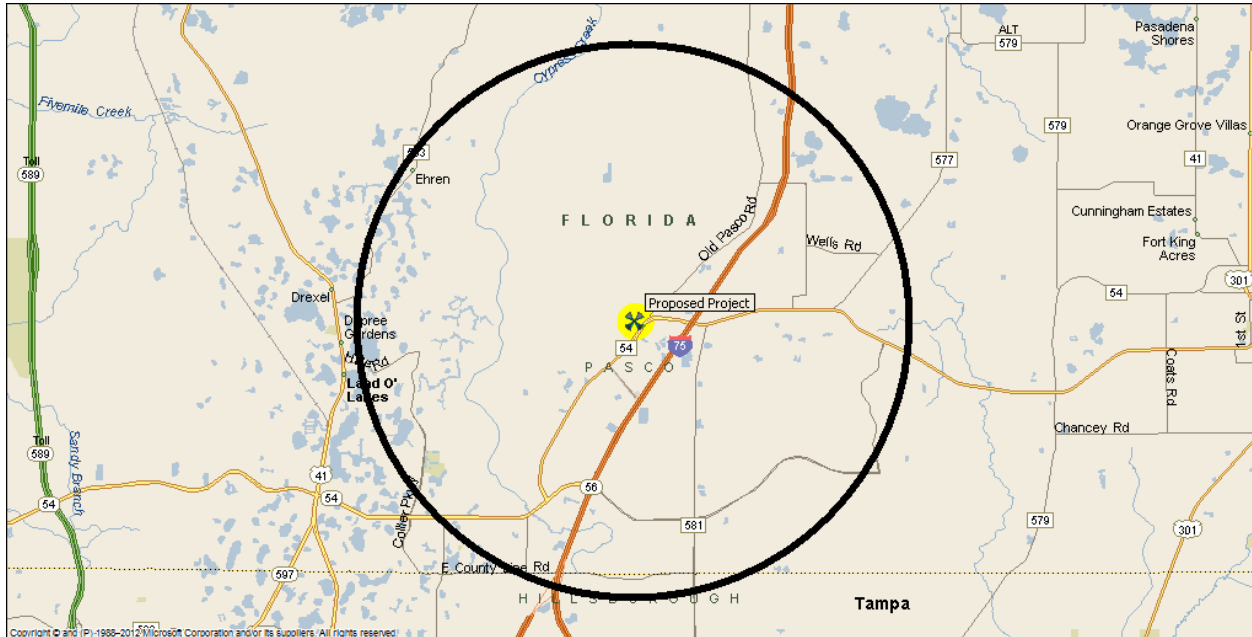 Pasadena
Shores
ALT
579
Cypress Creek
Fivemile Creek
579
Orange Grove Villas
Toll
589
577
41
Ehren
FLORIDA
Cunningham Estates
Old Pasco Rd
Wells Rd
Fort King
Acres
301
Drexel
54
Proposed Project
Dupree
Gardens
1st St
54
75
PASCO
Land O'
Lakes
Coats Rd
Chancey Rd
Toll
589
Sandy Branch
41
54
56
54
Collier Pkwy
581
579
301
597
E County Line Rd
HILLSBOROUGH
Tampa
Copyright © and (P) 1988–2012 Microsoft Corporation and/or its suppliers. All rights reserved.